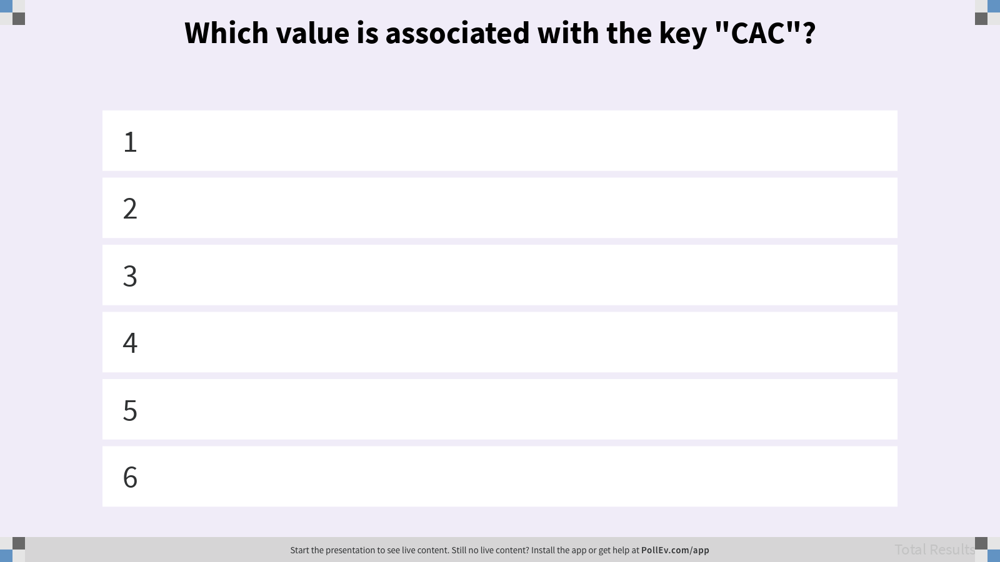 Which value is associated with the key "CAC"?
1
2
3
4
5
6
Start the presentation to see live content. Still no live content? Install the app or get help at PollEv.com/app
Total Results